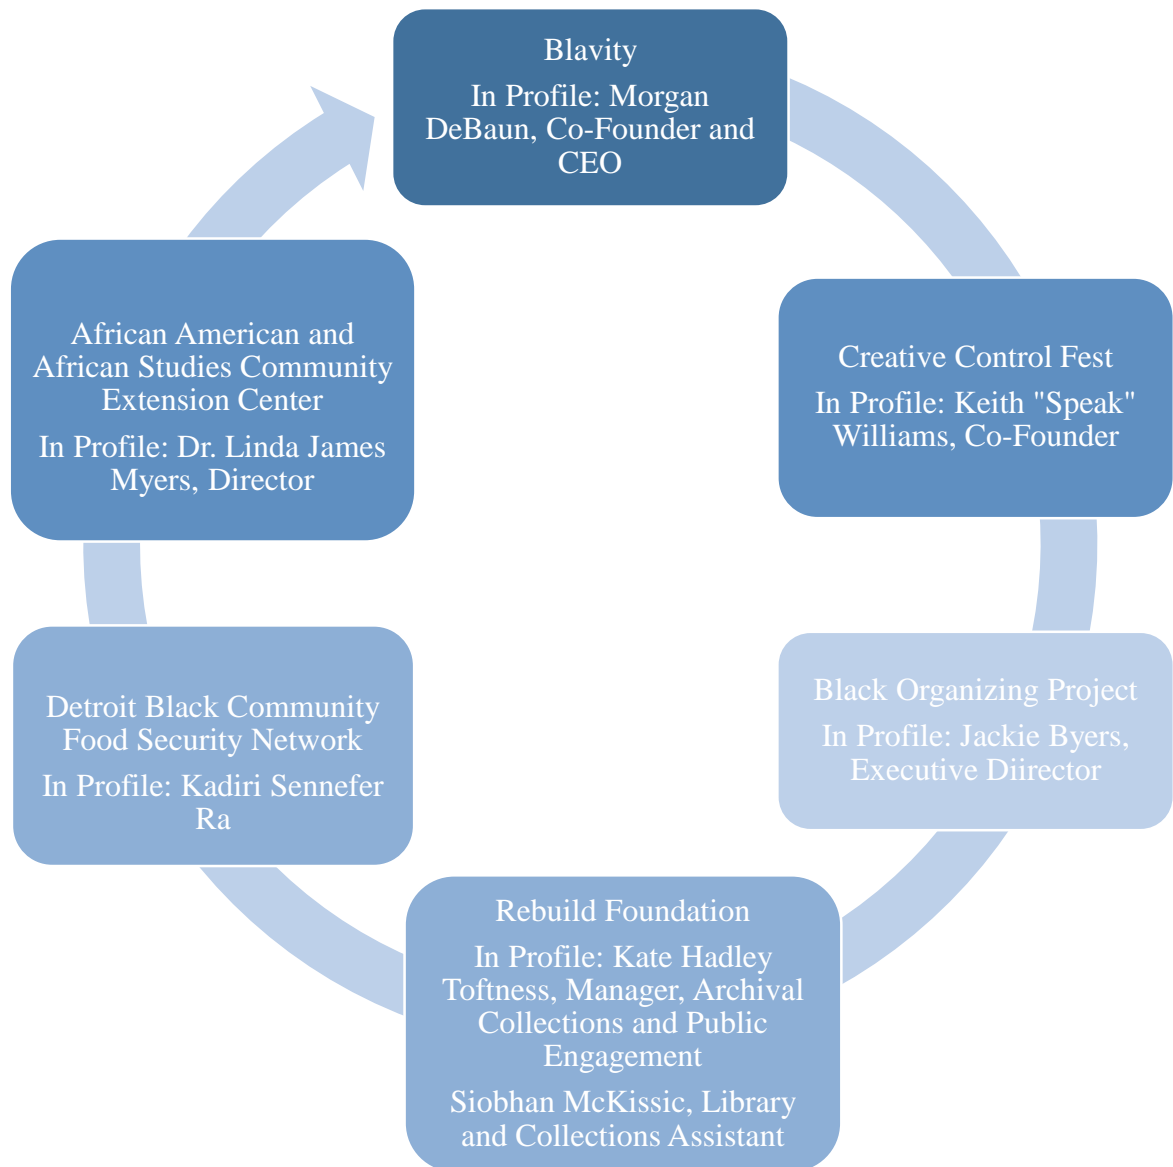 Blavity
In Profile: Morgan
DeBaun, Co-Founder and
CEO
Creative Control Fest
In Profile: Keith "Speak"
Williams, Co-Founder
Black Organizing Project
In Profile: Jackie Byers,
Executive Diirector
Rebuild Foundation
In Profile: Kate Hadley
Toftness, Manager, Archival
Collections and Public
Engagement
Siobhan McKissic, Library
and Collections Assistant
Detroit Black Community
Food Security Network
In Profile: Kadiri Sennefer
Ra
African American and
African Studies Community
Extension Center
In Profile: Dr. Linda James
Myers, Director